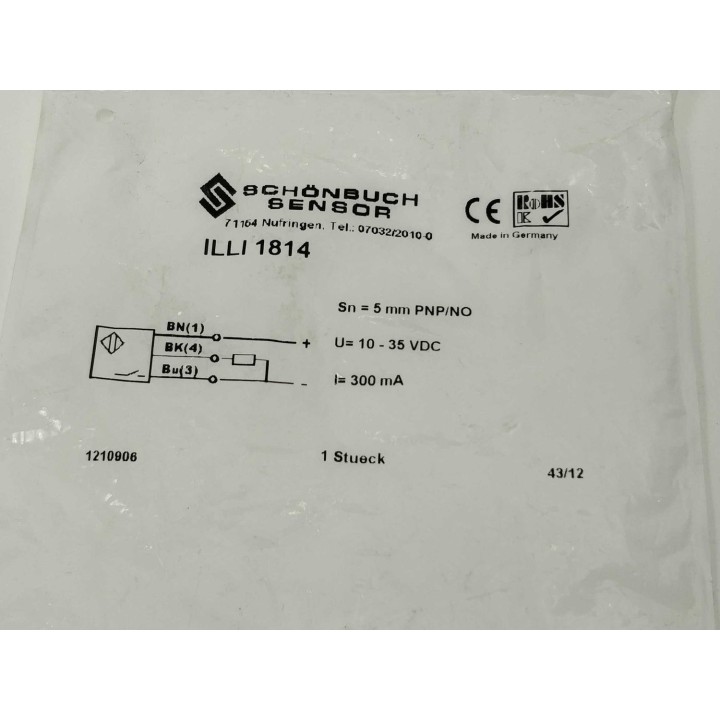 SCHÖNBUCH
SENSOR
71154 Nufringen. Tel.: 07032/2010-0
CE
RoHS
K
Made in Germany
ILLI 1814
Sn = 5 mm PNP/NO
BN(1)
+
U= 10 - 35 VDC
BK(4)
Bu(3)
-
I= 300 mA
1210906
1 Stueck
43/12